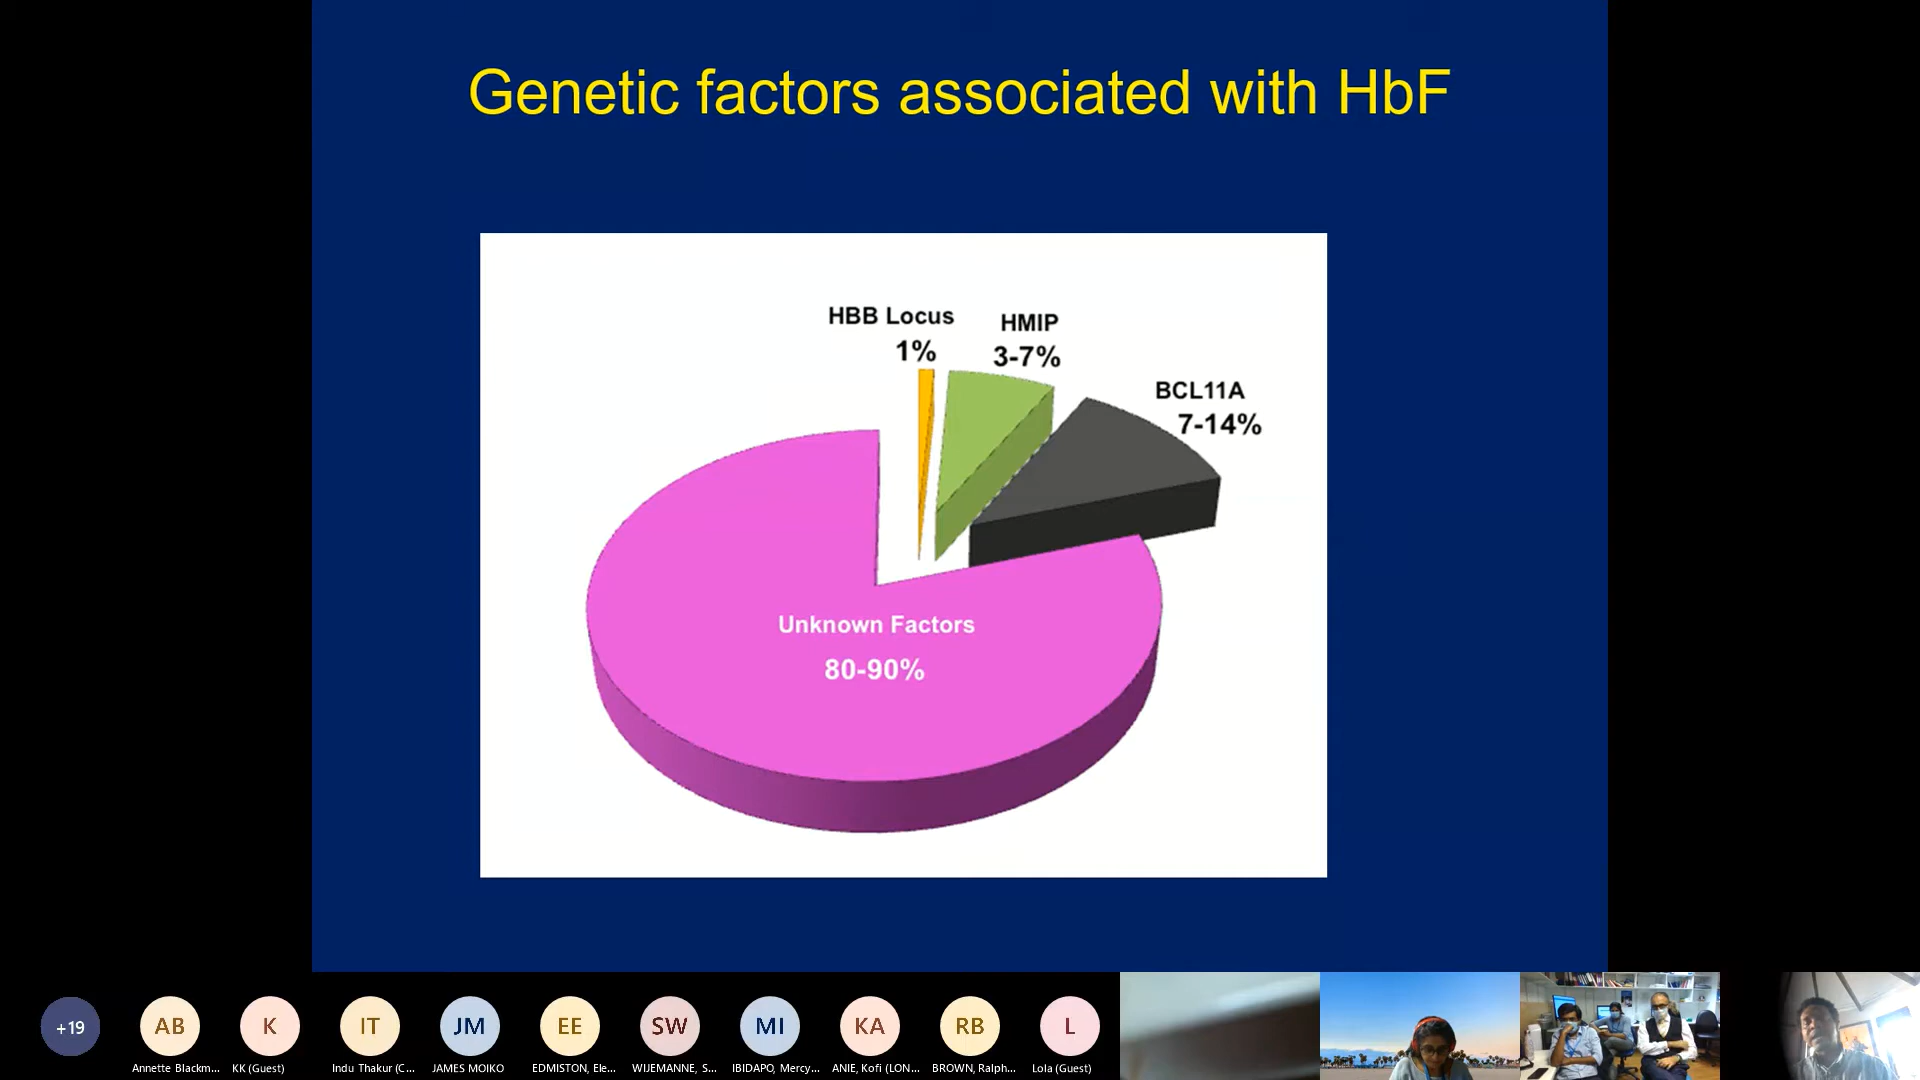 Genetic factors associated with HbF
HBB Locus
1%
HMIP
3-7%
BCL11A
7-14%
Unknown Factors
80-90%
+19
AB
K
IT
JM
EE
SW
MI
KA
RB
L
Annette Blackm...
KK (Guest)
Indu Thakur (C...
JAMES MOIKO
EDMISTON, Ele...
WIJEMANNE, S...
IBIDAPO, Mercy...
ANIE, Kofi (LON...
BROWN, Ralph...
Lola (Guest)